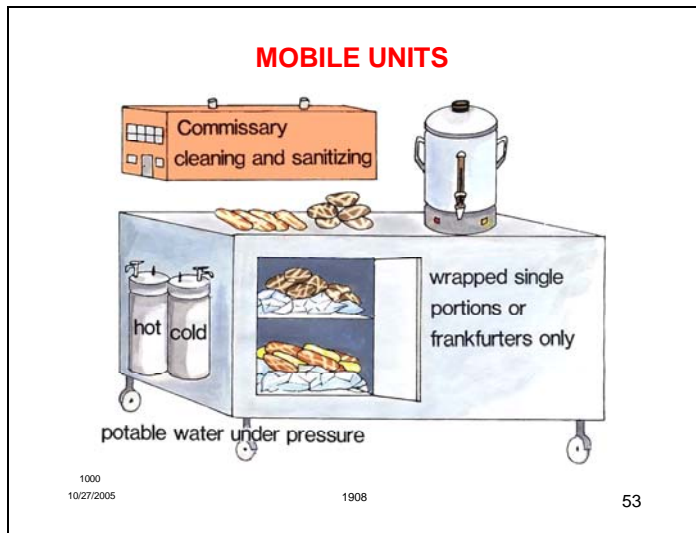 MOBILE UNITS
Commissary
cleaning and sanitizing
wrapped single
portions or
frankfurters only
hot cold
potable water under pressure
1000
10/27/2005
1908
53